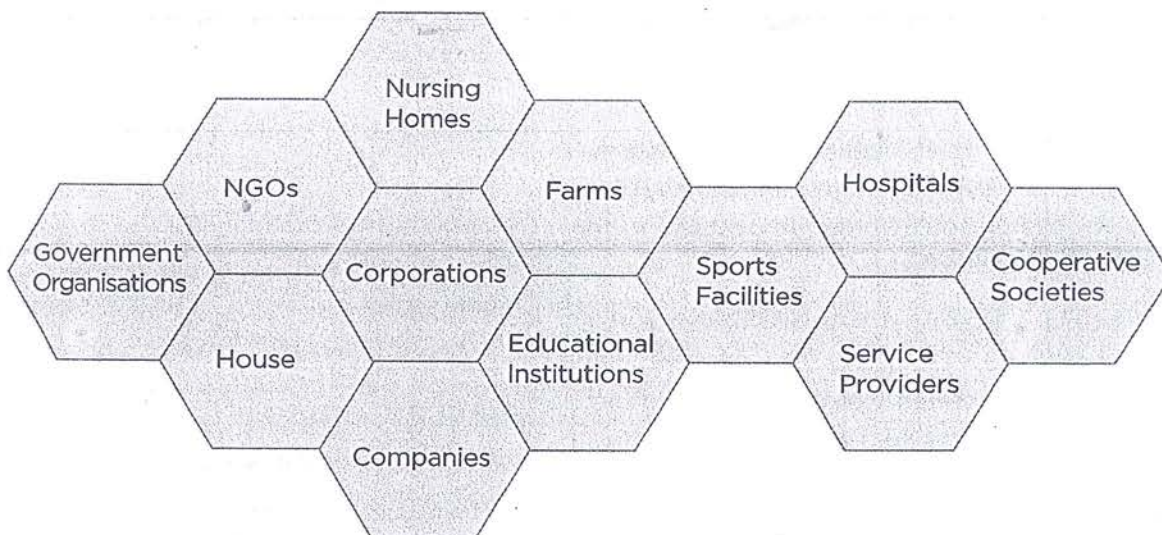 Nursing
Homes
NGOs
Farms
Hospitals
Government
Organisations
Corporations
Sports
Facilities
Cooperative
Societies
House
Educational
Institutions
Service
Providers
Companies